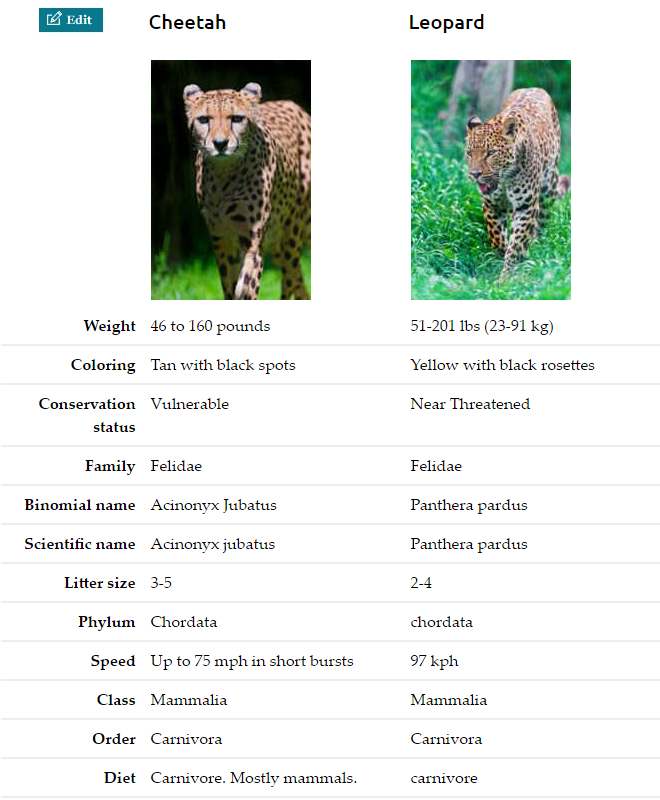 Edit Cheetah Leopard
Weight 46 to 160 pounds 51-201 lbs (23-91 kg)
Coloring Tan with black spots Yellow with black rosettes
Conservation Vulnerable Near Threatened
status
Family Felidae Felidae
Binomial name Acinonyx Jubatus Panthera pardus
Scientific name Acinonyx jubatus Panthera pardus
Litter size 3-5 2-4
Phylum Chordata chordata
Speed Up to 75 mph in short bursts 97 kph
Class Mammalia Mammalia
Order Carnivora Carnivora
Diet Carnivore. Mostly mammals. carnivore